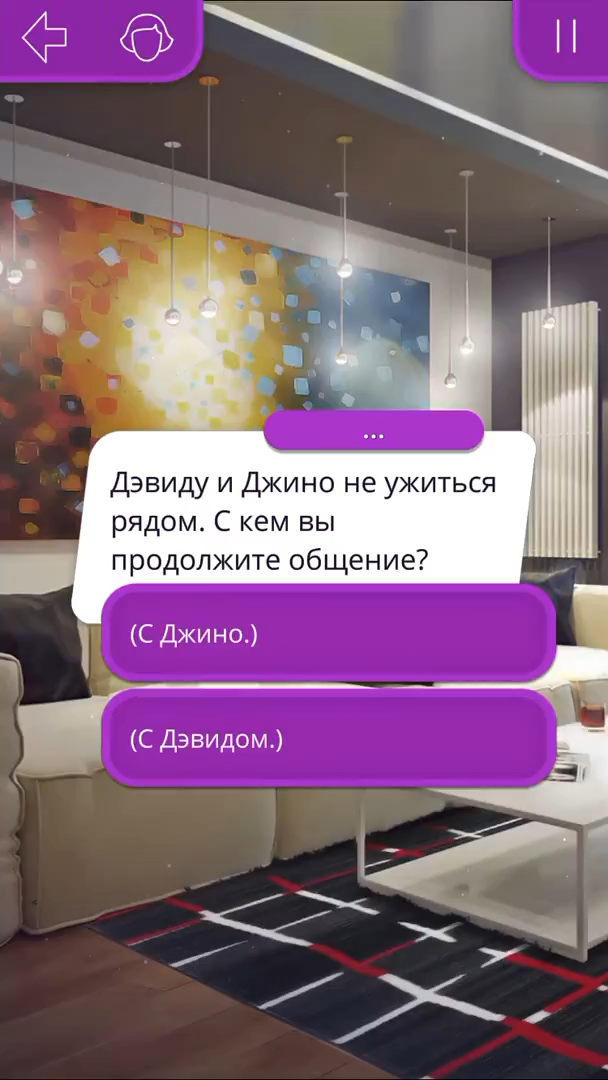 ...
Дэвиду и Джино не ужиться
рядом. С кем вы
продолжите общение?
(С Джино.)
(С Дэвидом.)